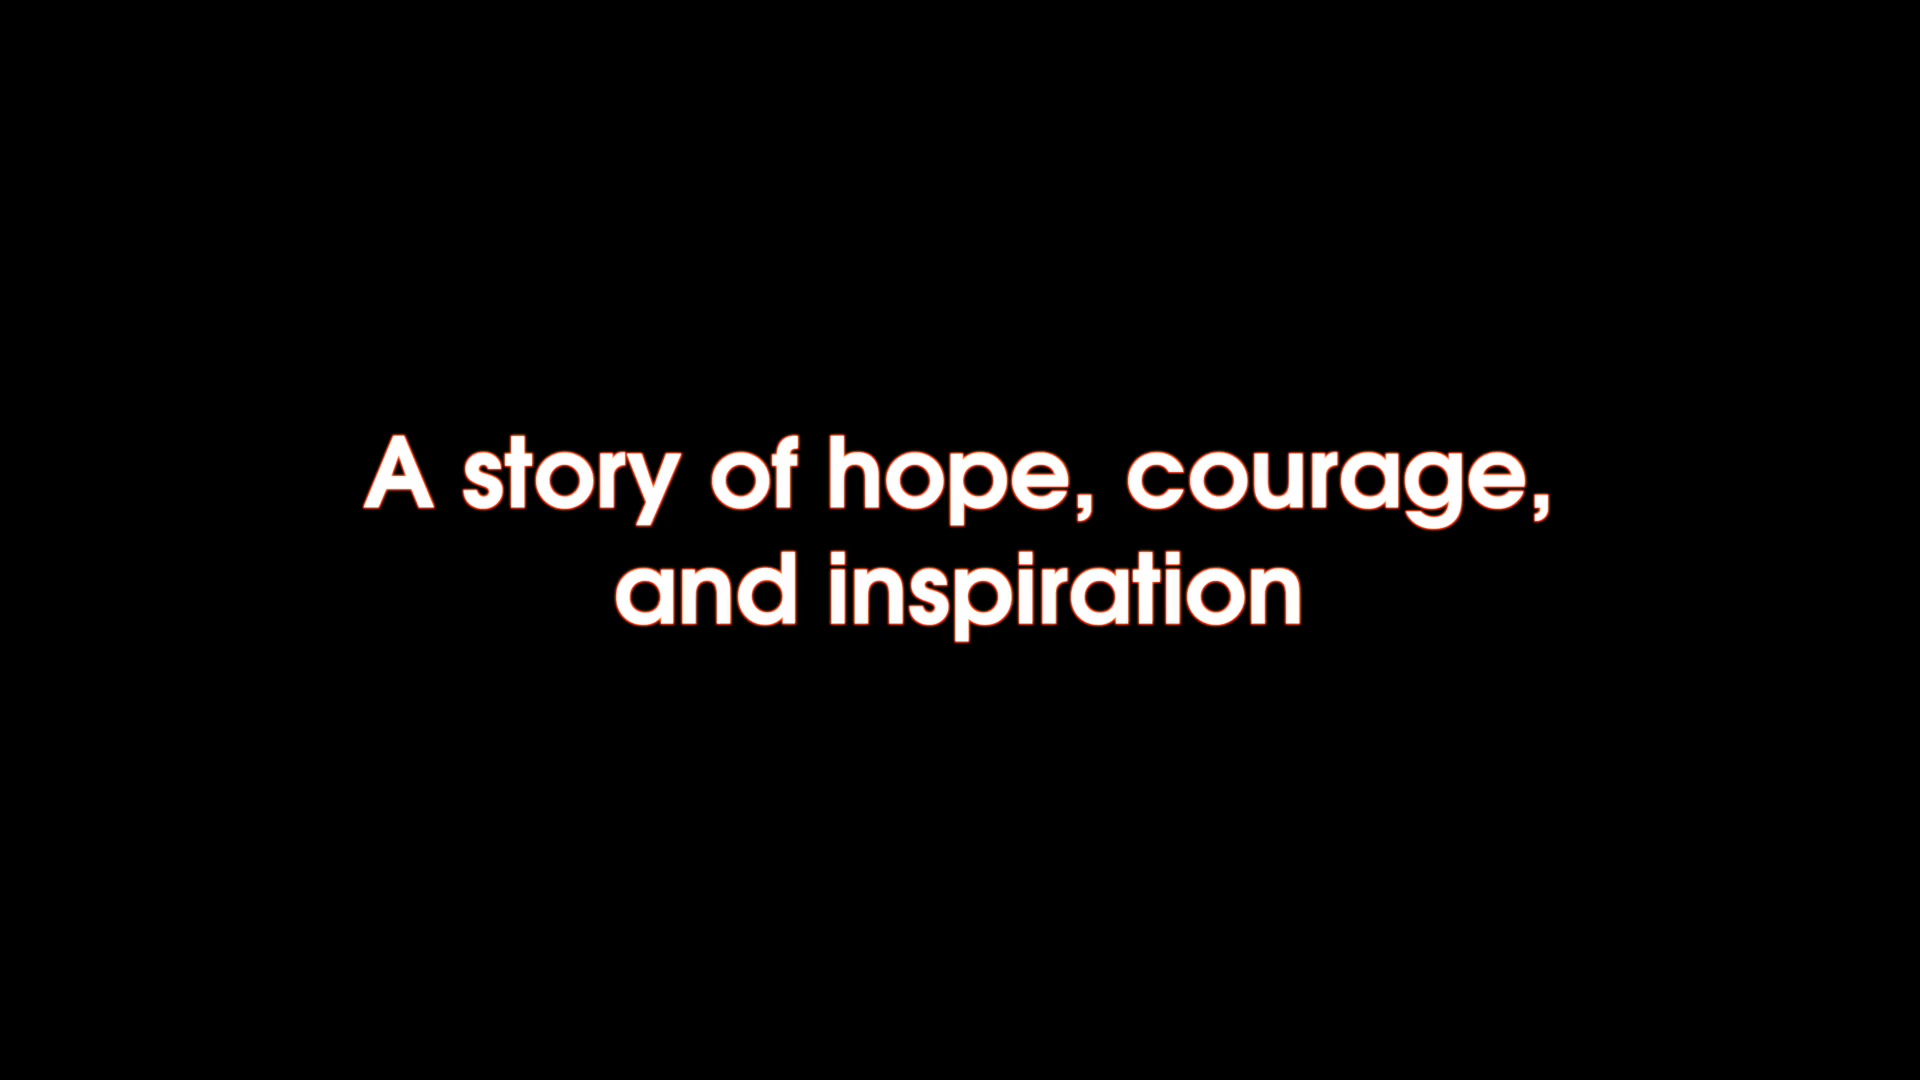 A story of hope, courage,
and inspiration